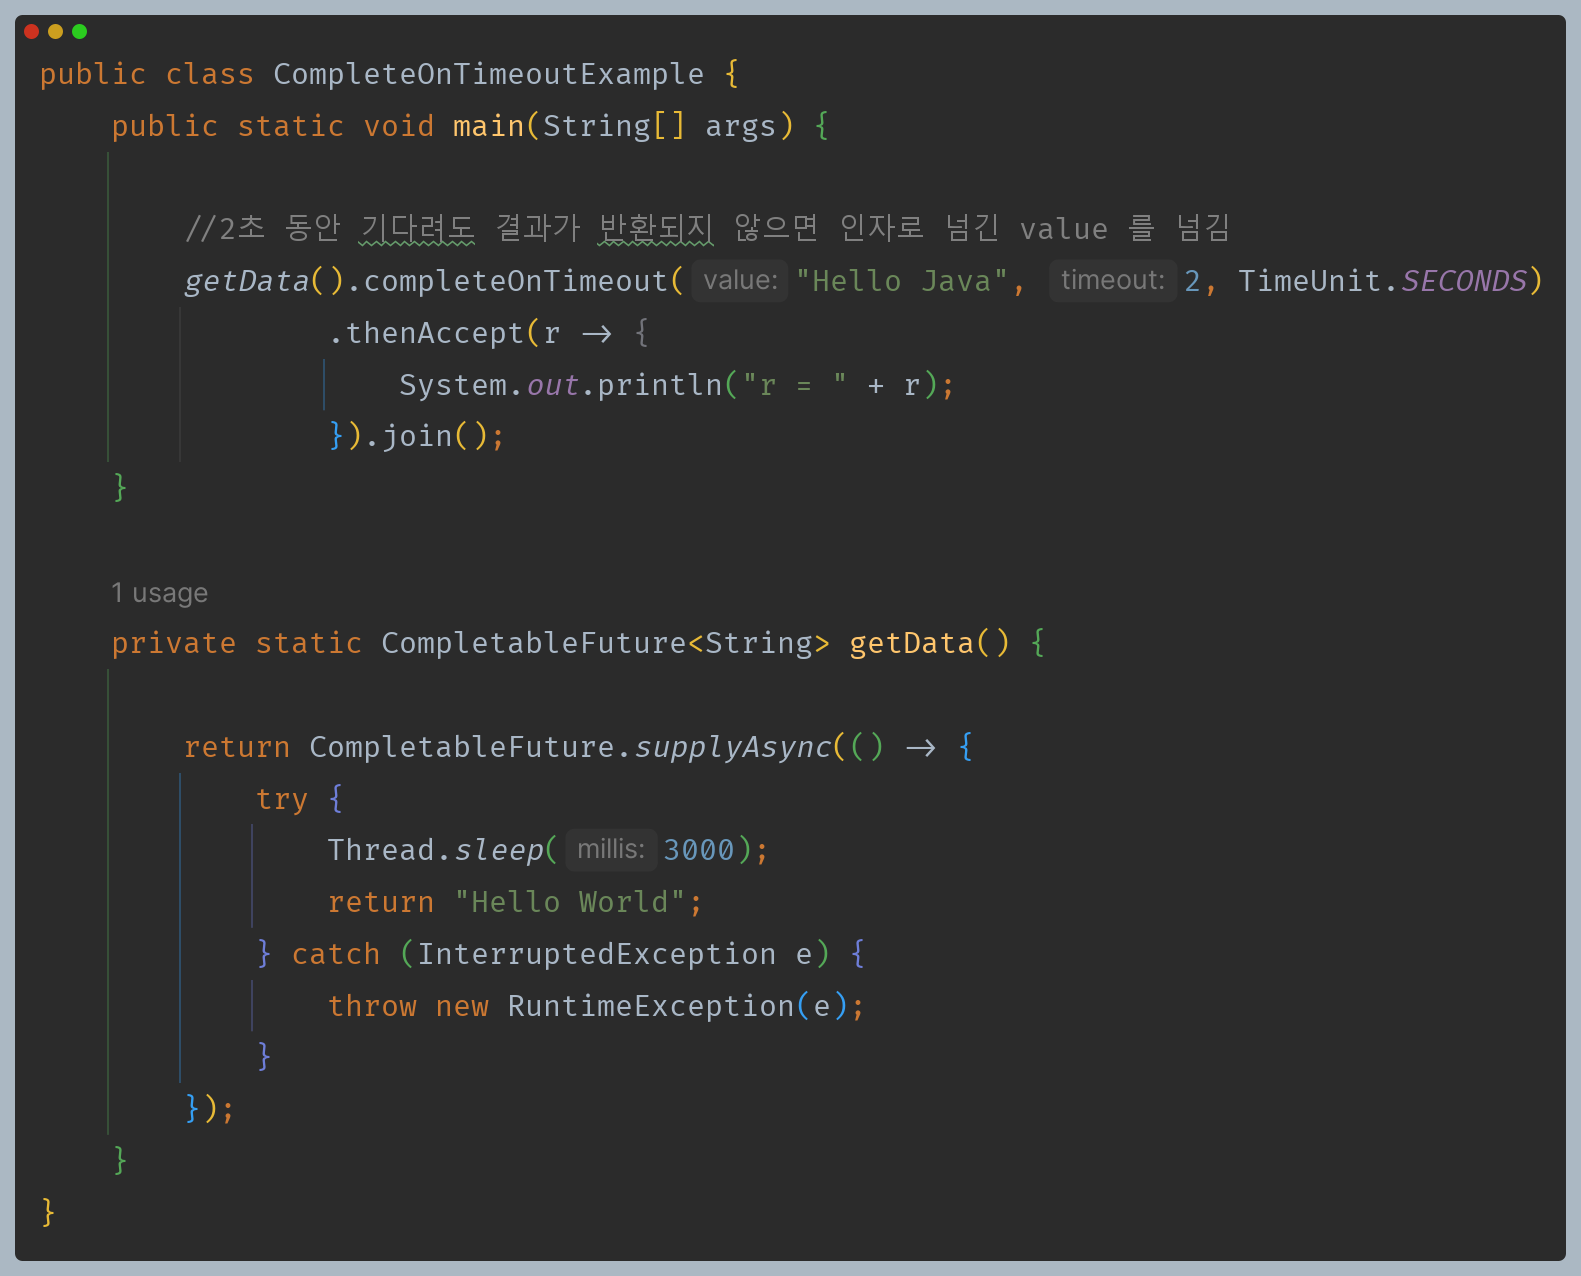 public class CompleteOnTimeoutExample {
public static void main(String[] args) {
//2초 동안 기다려도 결과가 반환되지 않으면 인자로 넘긴 value 를 넘김
getData().completeOnTimeout( value: "Hello Java", timeout: 2, TimeUnit.SECONDS)
.thenAccept(r -> {
System.out.println("r = " + r);
}).join();
}
1 usage
private static CompletableFuture<String> getData() {
return CompletableFuture.supplyAsync(() -> {
try {
Thread.sleep( millis: 3000);
return "Hello World";
} catch (InterruptedException e) {
throw new RuntimeException(e);
}
});
}
}